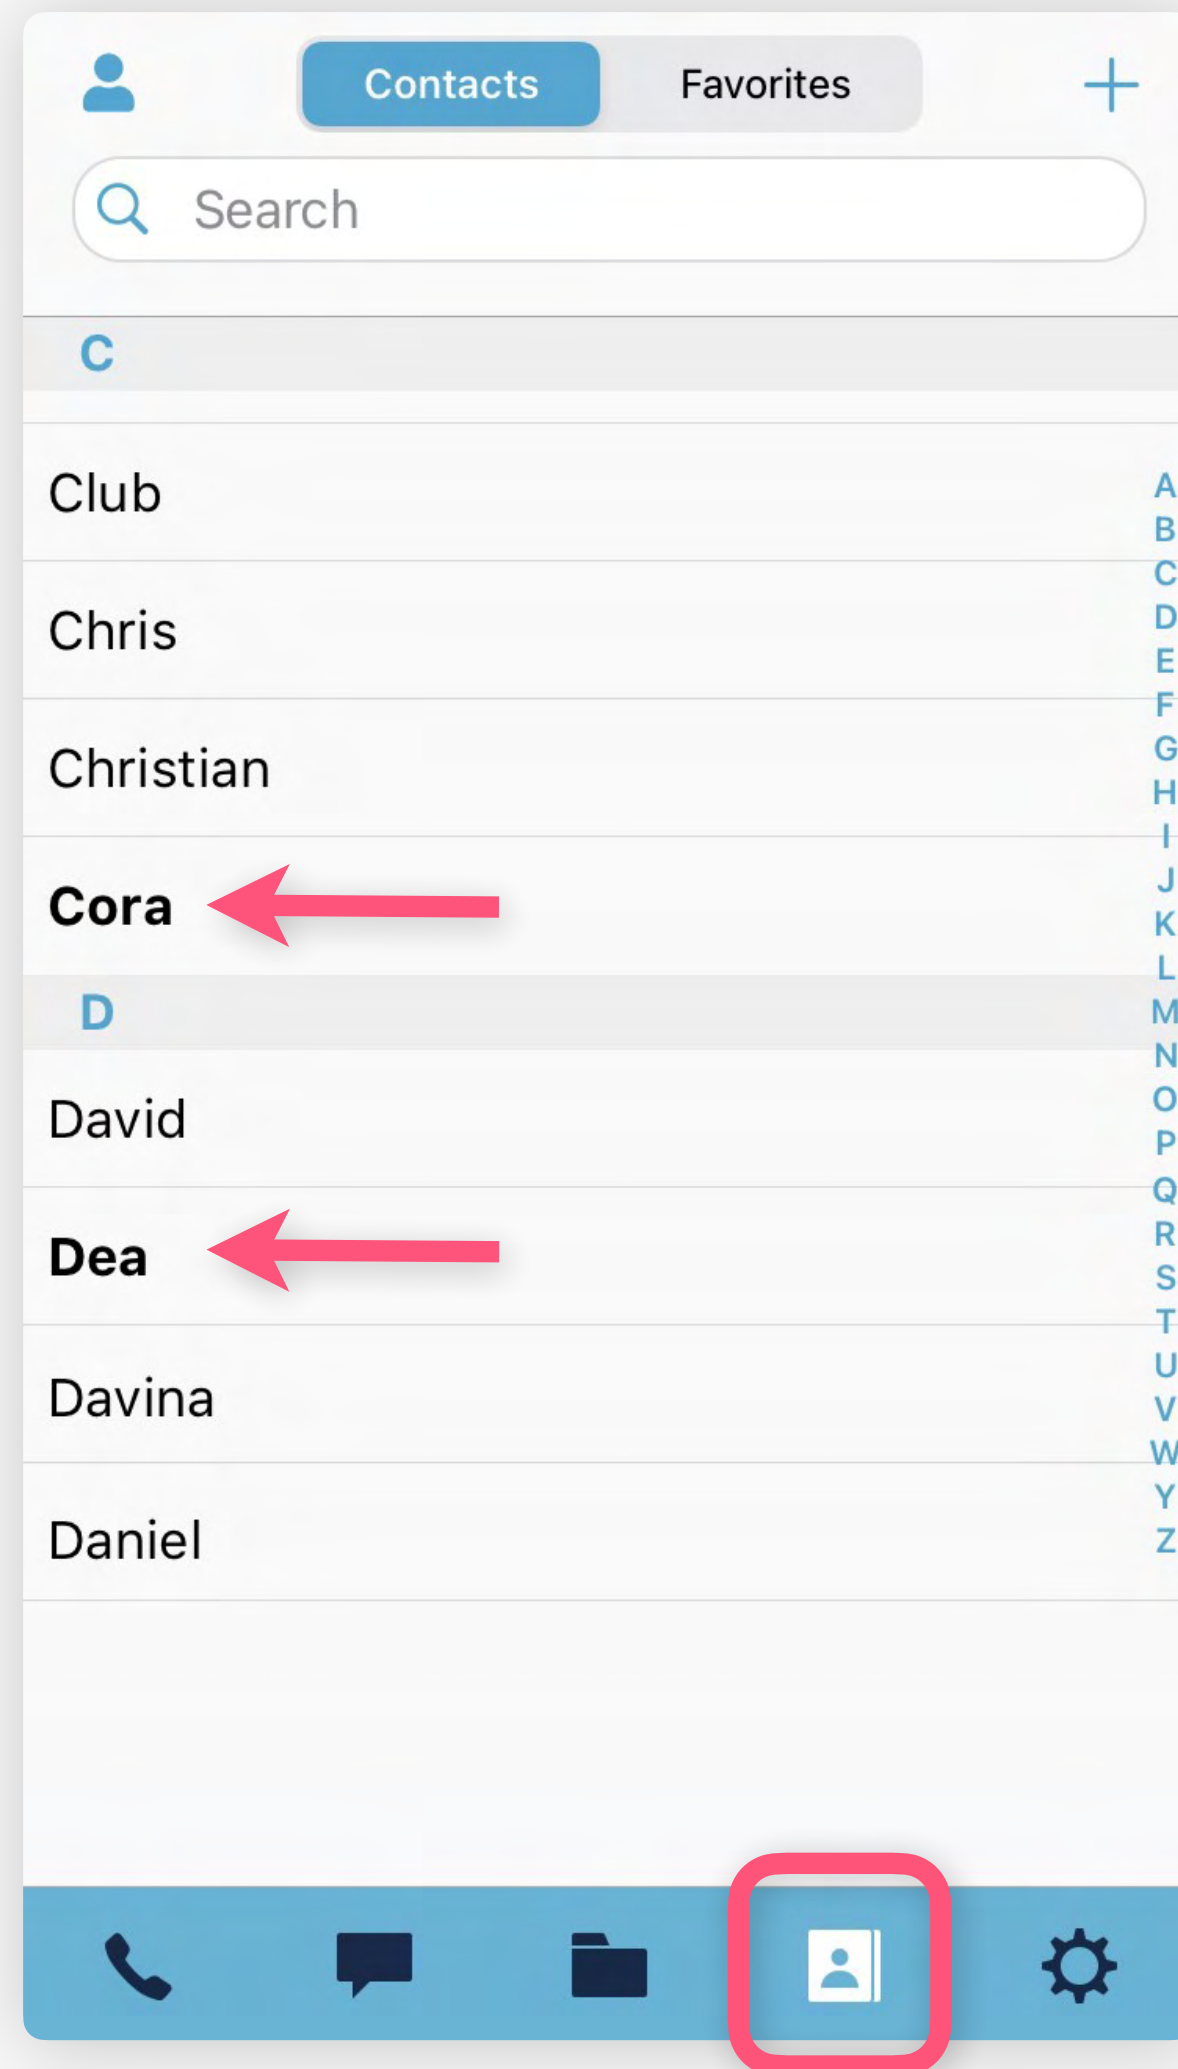 Contacts Favorites
Search
C
Club
Chris
Christian
Cora
D
David
Dea
Davina
Daniel
A
B
C
D
E
F
G
H
I
J
K
L
M
N
O
P
Q
R
S
T
U
V
W
Y
Z